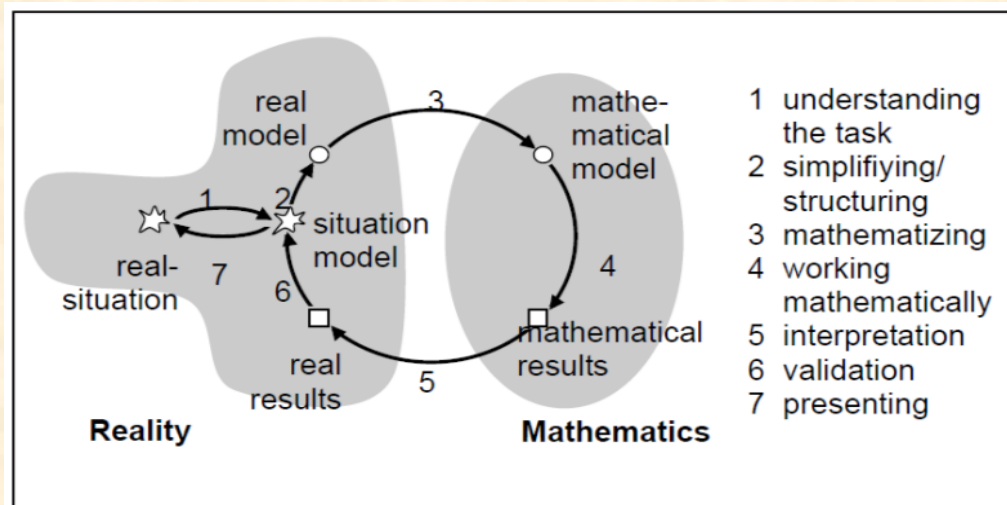 real
model
3
mathe-
matical
model
1
2
situation
model
real-
situation
7
6
4
mathematical
results
real
results
5
Reality
Mathematics
1 understanding
the task
2 simplifiying/
structuring
3 mathematizing
4 working
mathematically
5 interpretation
6 validation
7 presenting